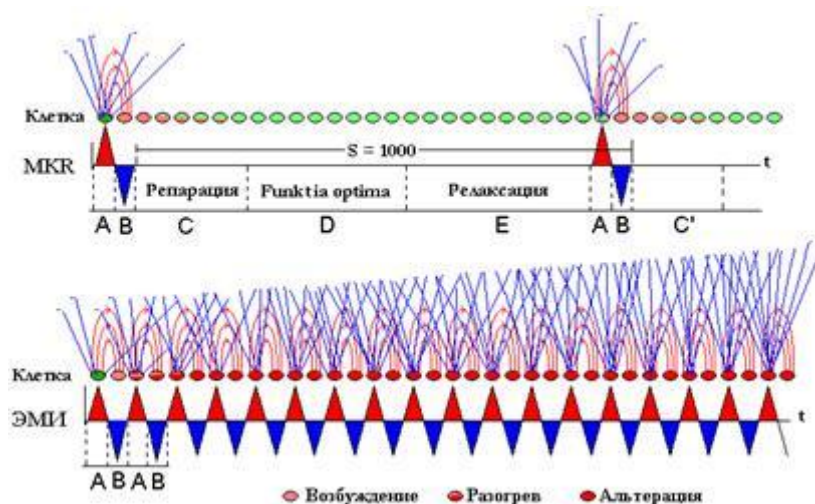 Клетка
S = 1000
MKR
t
Репарация Funktia optima Релаксация
A B C D E A B C'
Клетка
ЭМИ
t
A B A B
Возбуждение Разогрев Альтерация